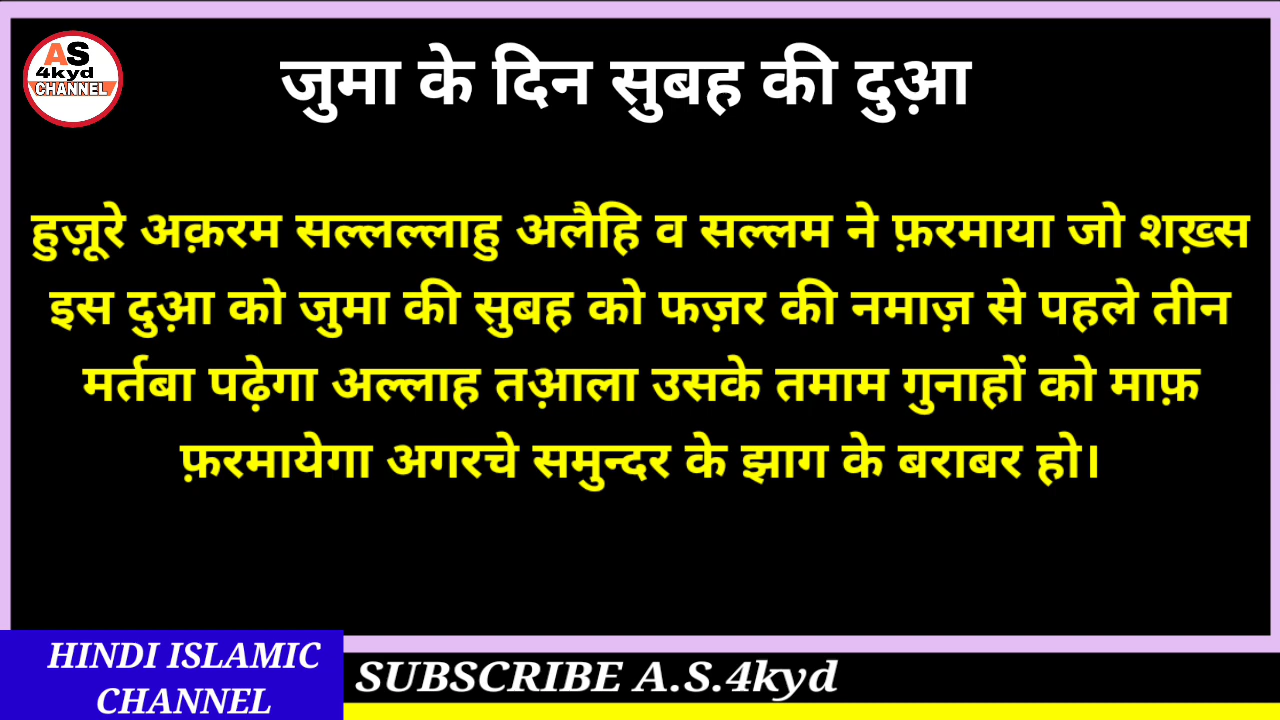 AS
4kyd
CHANNEL
जुमा के दिन सुबह की दुआ़
हुज़ूरे अक़रम सल्लल्लाहु अलैहि व सल्लम ने फ़रमाया जो शख़्स
इस दुआ़ को जुमा की सुबह को फज़र की नमाज़ से पहले तीन
मर्तबा पढ़ेगा अल्लाह तआ़ला उसके तमाम गुनाहों को माफ़
फ़रमायेगा अगरचे समुन्दर के झाग के बराबर हो।
HINDI ISLAMIC
CHANNEL
SUBSCRIBE A.S.4kyd